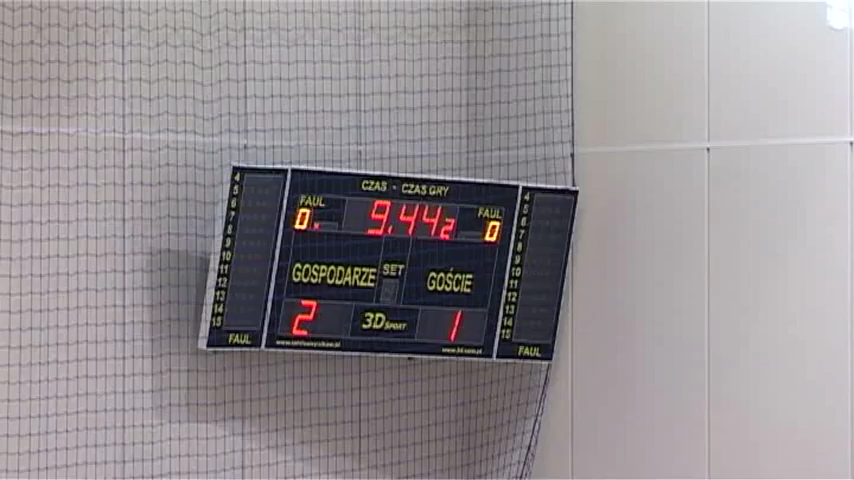 CZAS - CZAS GRY
FAUL FAUL
0 9.442 0
GOSPODARZE SET GOŚCIE
2 3D SPORT 1
4 4
5 5
6 6
7 7
8 8
9 9
10 10
11 11
12 12
13 13
14 14
15 15
FAUL FAUL